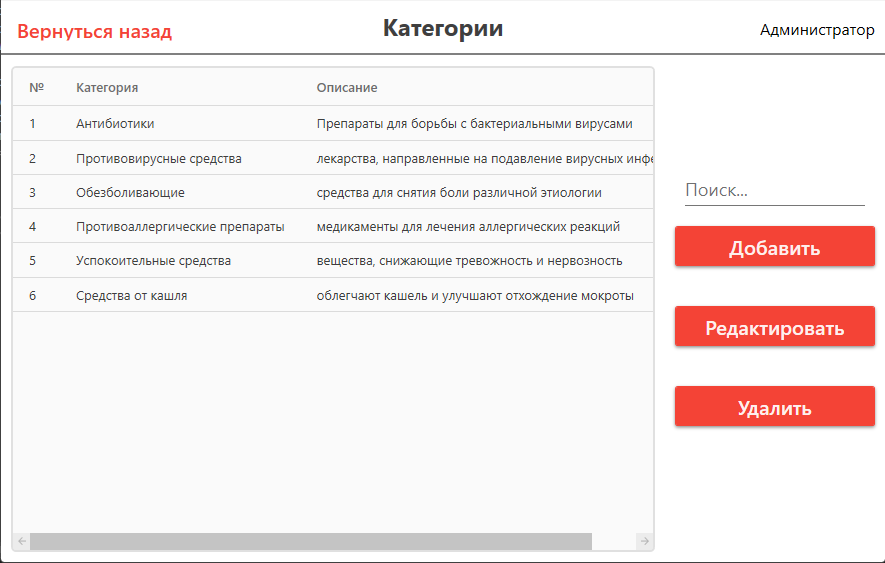 Вернуться назад Категории Администратор
№ Категория Описание
1 Антибиотики Препараты для борьбы с бактериальными вирусами
2 Противовирусные средства лекарства, направленные на подавление вирусных инфе
3 Обезболивающие средства для снятия боли различной этиологии
4 Противоаллергические препараты медикаменты для лечения аллергических реакций
5 Успокоительные средства вещества, снижающие тревожность и нервозность
6 Средства от кашля облегчают кашель и улучшают отхождение мокроты
Поиск...
Добавить
Редактировать
Удалить